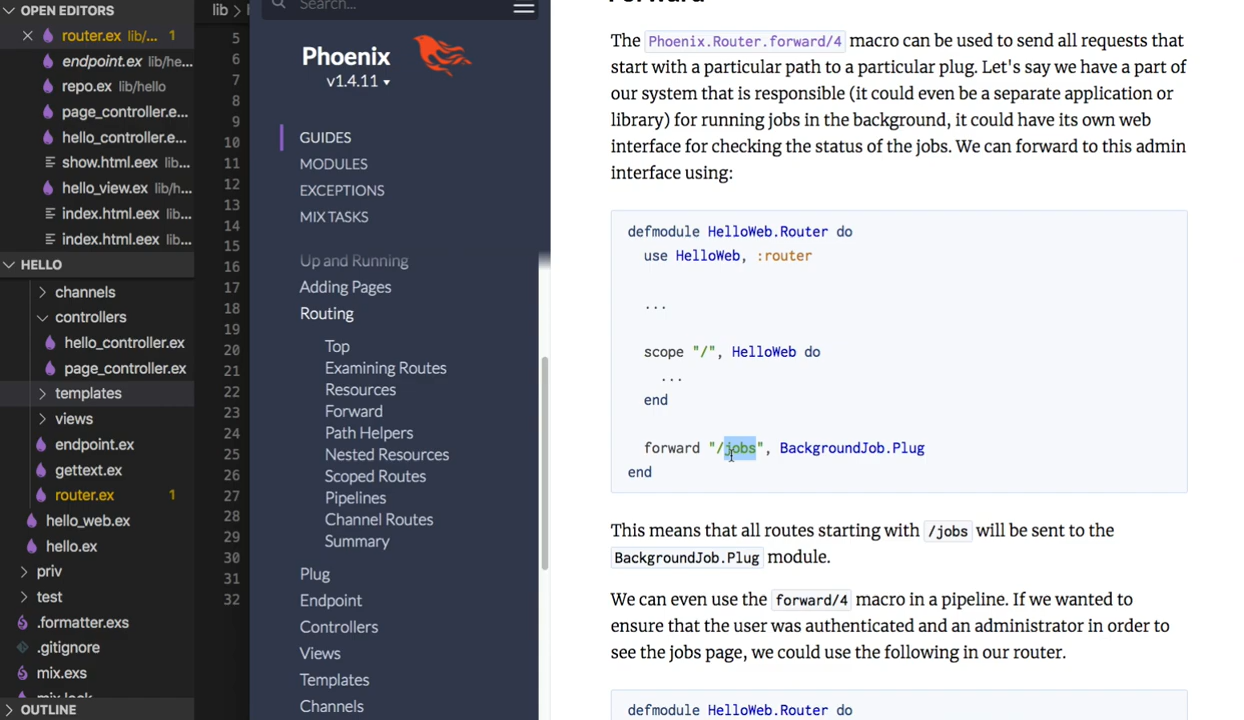 OPEN EDITORS
router.ex lib/... 1
endpoint.ex lib/he...
repo.ex lib/hello
page_controller.e...
hello_controller.e...
show.html.eex lib...
hello_view.ex lib/h...
index.html.eex lib...
index.html.eex lib...
HELLO
channels
controllers
hello_controller.ex
page_controller.ex
templates
views
endpoint.ex
gettext.ex
router.ex 1
hello_web.ex
hello.ex
priv
test
.formatter.exs
.gitignore
mix.exs
mix.lock
OUTLINE
lib
5
6
7
8
9
10
11
12
13
14
15
16
17
18
19
20
21
22
23
24
25
26
27
28
29
30
31
32
Search...
Phoenix
v1.4.11
GUIDES
MODULES
EXCEPTIONS
MIX TASKS
Up and Running
Adding Pages
Routing
Top
Examining Routes
Resources
Forward
Path Helpers
Nested Resources
Scoped Routes
Pipelines
Channel Routes
Summary
Plug
Endpoint
Controllers
Views
Templates
Channels
Forward
The Phoenix.Router.forward/4 macro can be used to send all requests that
start with a particular path to a particular plug. Let's say we have a part of
our system that is responsible (it could even be a separate application or
library) for running jobs in the background, it could have its own web
interface for checking the status of the jobs. We can forward to this admin
interface using:
defmodule HelloWeb.Router do
use HelloWeb, :router
...
scope "/", HelloWeb do
...
end
forward "/jobs", BackgroundJob.Plug
end
This means that all routes starting with /jobs will be sent to the
BackgroundJob.Plug module.
We can even use the forward/4 macro in a pipeline. If we wanted to
ensure that the user was authenticated and an administrator in order to
see the jobs page, we could use the following in our router.
defmodule HelloWeb.Router do